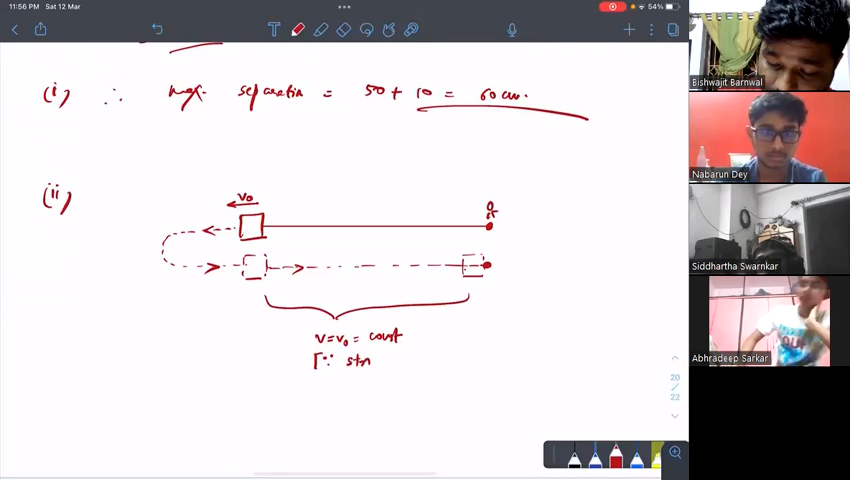 11:56 PM Sat 12 Mar
54%
(i) ∴ max. separation = 50 + 10 = 60 cm.
(ii)
v₀
v = v₀ = const
[∵ str
20
22
Bishwajit Barnwal
Nabarun Dey
Siddhartha Swarnkar
Abhradeep Sarkar